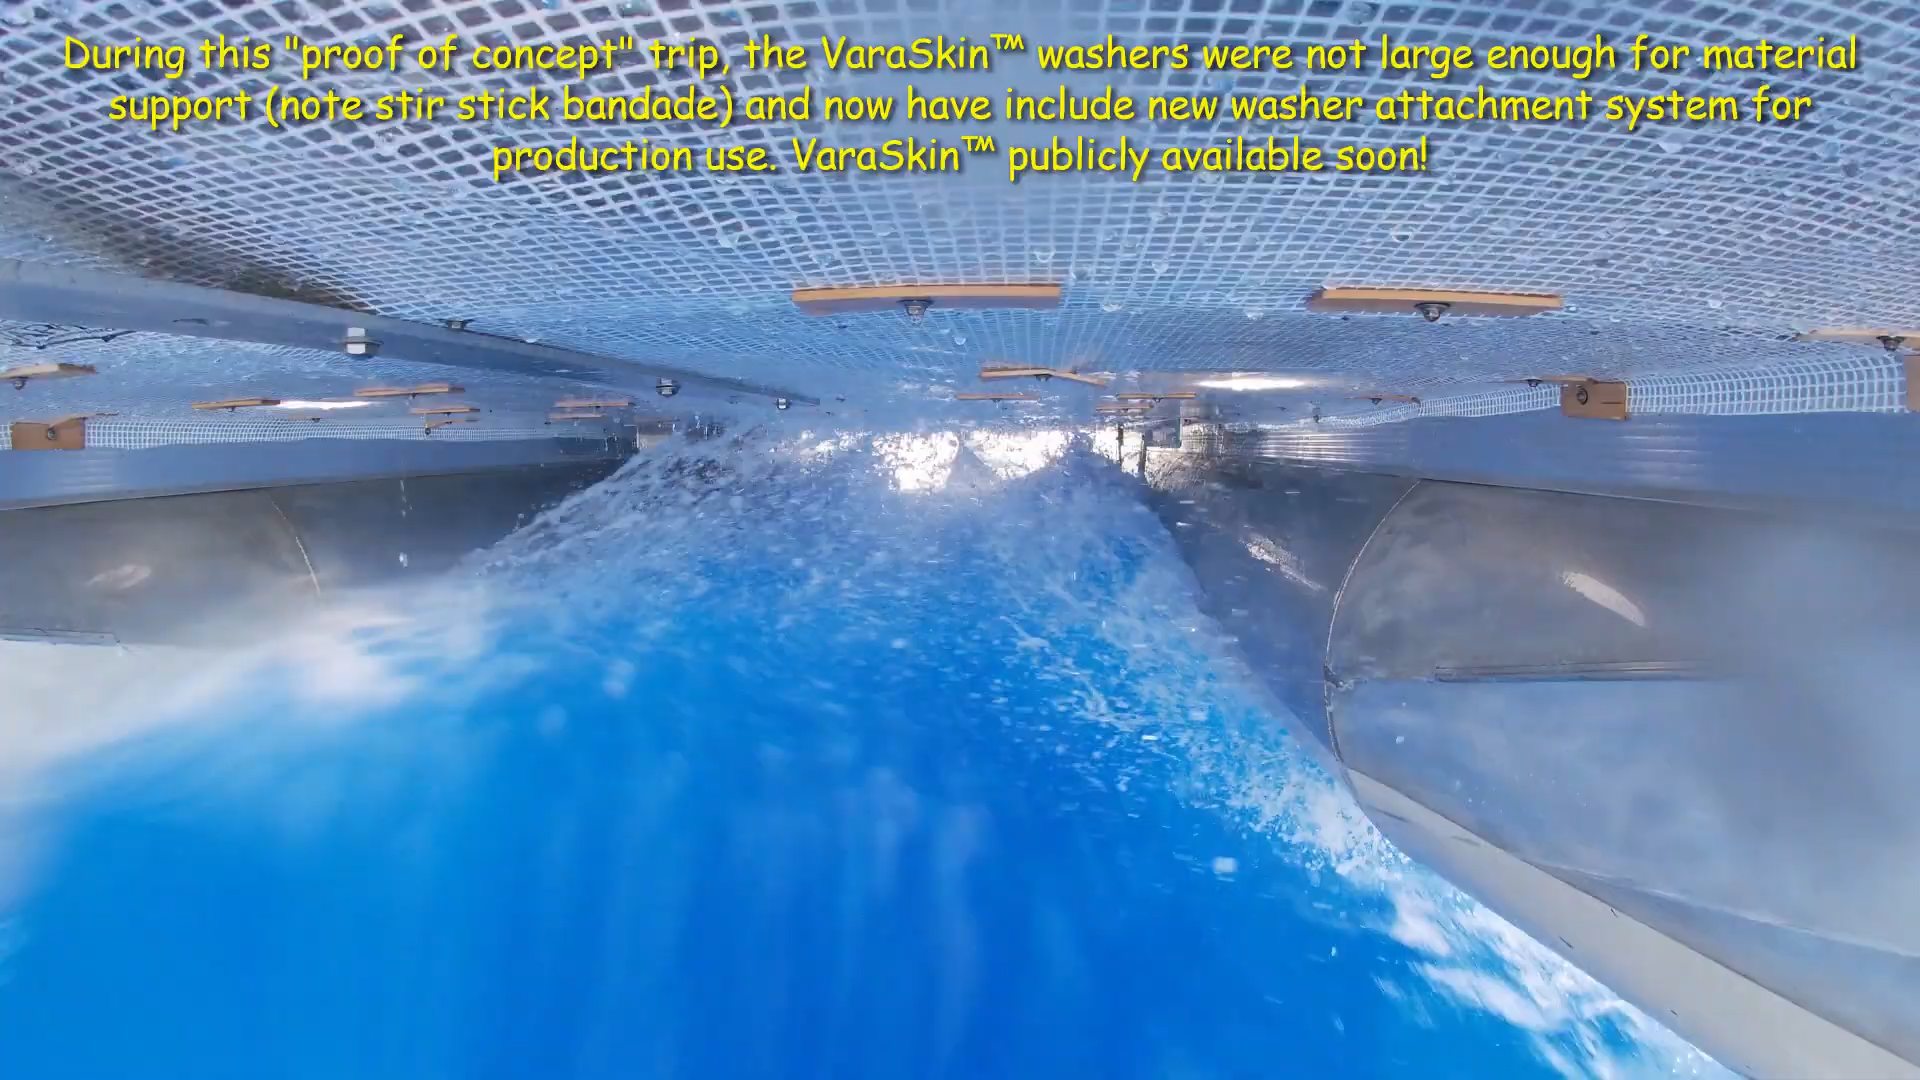 During this "proof of concept" trip, the VaraSkin™ washers were not large enough for material
support (note stir stick bandade) and now have include new washer attachment system for
production use. VaraSkin™ publicly available soon!